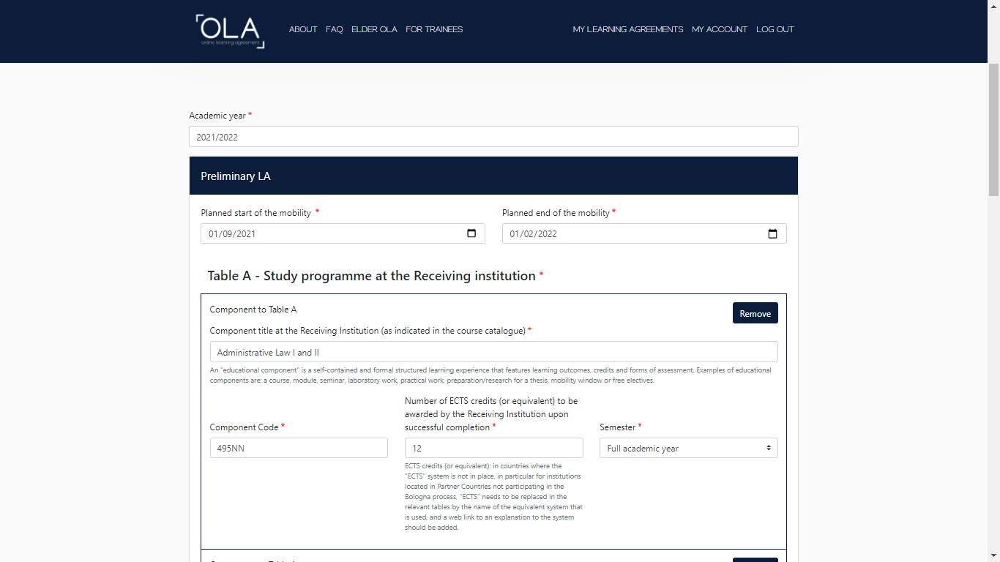 OLA
online learning agreement
ABOUT FAQ ELDER OLA FOR TRAINEES MY LEARNING AGREEMENTS MY ACCOUNT LOG OUT
Academic year *
2021/2022
Preliminary LA
Planned start of the mobility * Planned end of the mobility *
01/09/2021 01/02/2022
Table A - Study programme at the Receiving institution *
Component to Table A
Remove
Component title at the Receiving Institution (as indicated in the course catalogue) *
Administrative Law I and II
An "educational component" is a self-contained and formal structured learning experience that features learning outcomes, credits and forms of assessment. Examples of educational
components are: a course, module, seminar, laboratory work, practical work, preparation/research for a thesis, mobility window or free electives.
Component Code *
495NN
Number of ECTS credits (or equivalent) to be
awarded by the Receiving Institution upon
successful completion *
12
ECTS credits (or equivalent): in countries where the
"ECTS" system is not in place, in particular for institutions
located in Partner Countries not participating in the
Bologna process, "ECTS" needs to be replaced in the
relevant tables by the name of the equivalent system that
is used, and a web link to an explanation to the system
should be added.
Semester *
Full academic year